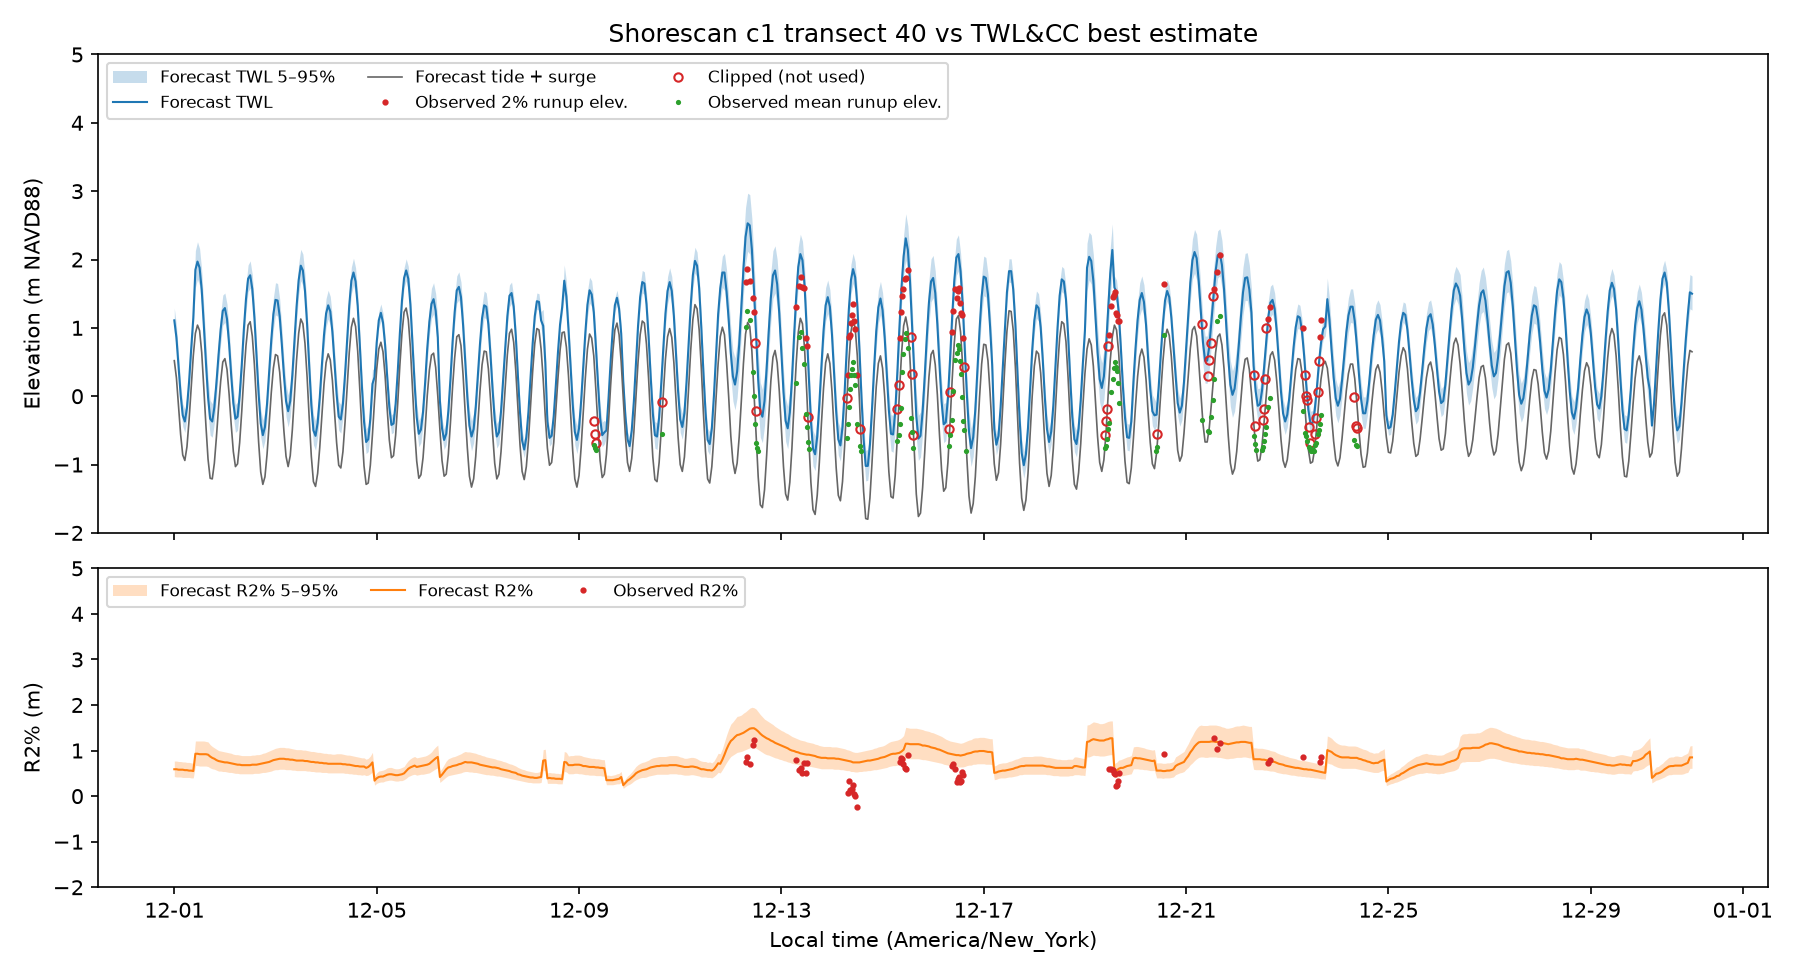 Shorescan c1 transect 40 vs TWL&CC best estimate
Elevation (m NAVD88)
5
4
3
2
1
0
−1
−2
Forecast TWL 5–95%
Forecast TWL
Forecast tide + surge
Observed 2% runup elev.
Clipped (not used)
Observed mean runup elev.
R2% (m)
5
4
3
2
1
0
−1
−2
Forecast R2% 5–95%
Forecast R2%
Observed R2%
12-01
12-05
12-09
12-13
12-17
12-21
12-25
12-29
01-01
Local time (America/New_York)